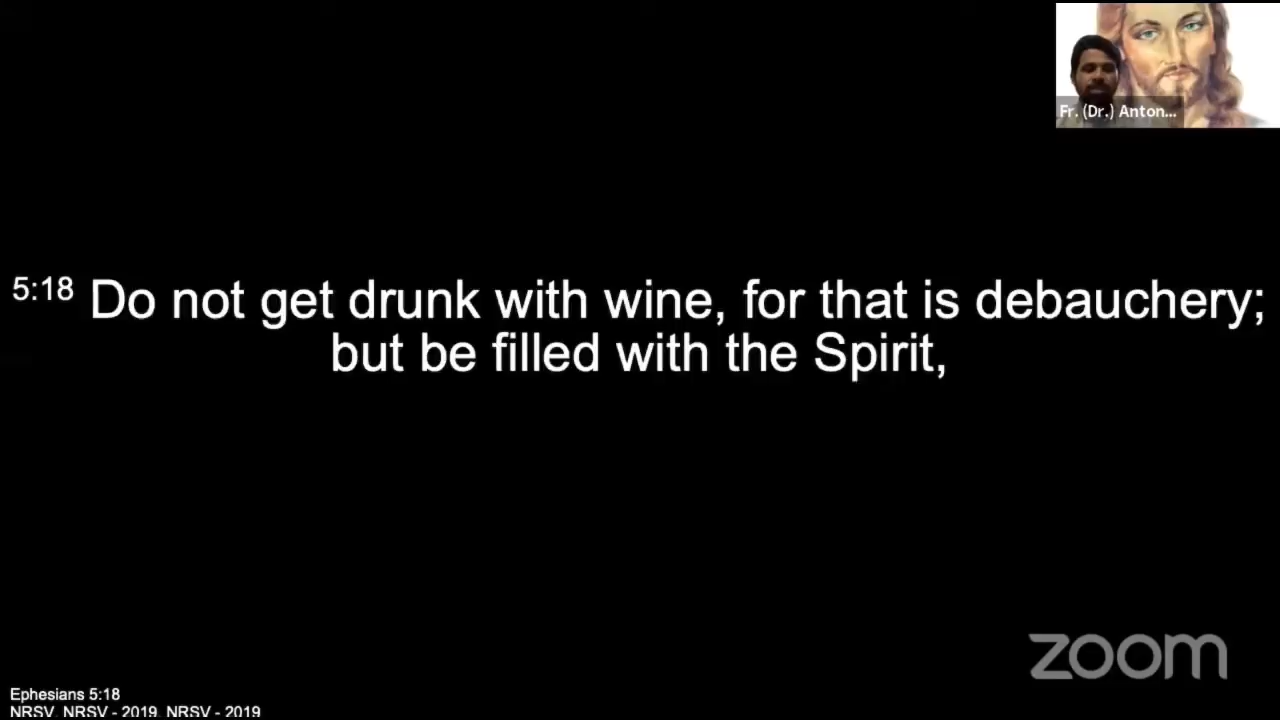 Fr. (Dr.) Anton...
5:18 Do not get drunk with wine, for that is debauchery;
but be filled with the Spirit,
zoom
Ephesians 5:18
NRSV, NRSV - 2019, NRSV - 2019